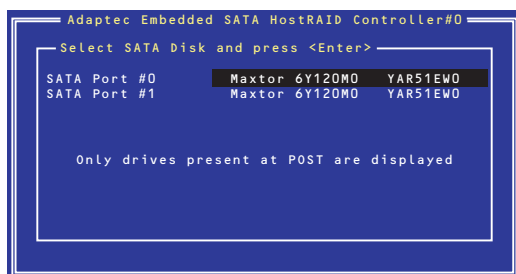 Adaptec Embedded SATA HostRAID Controller#0
Select SATA Disk and press <Enter>
SATA Port #0 Maxtor 6Y120M0 YAR51EW0
SATA Port #1 Maxtor 6Y120M0 YAR51EW0
Only drives present at POST are displayed